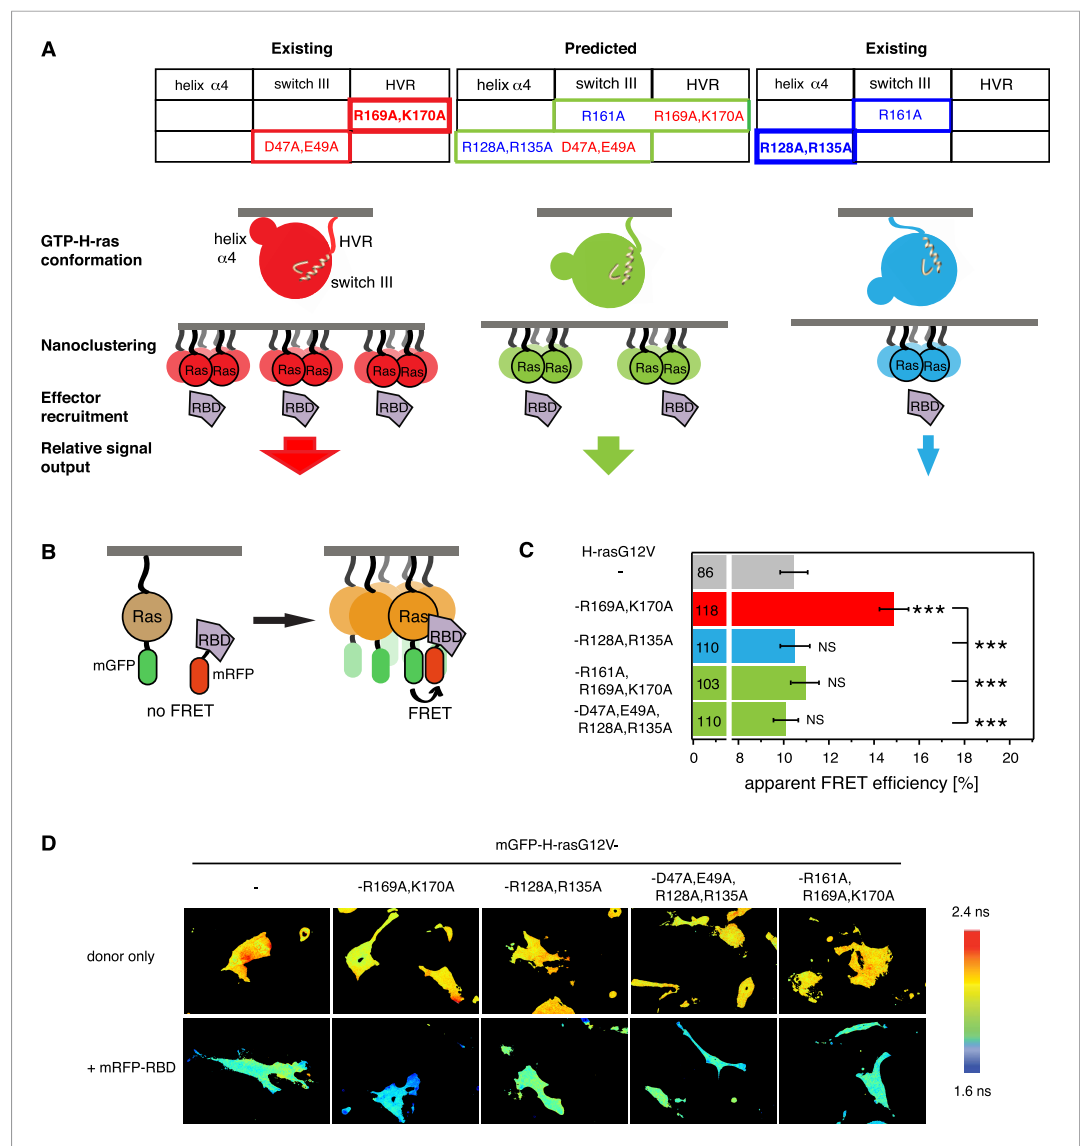 A
Existing Predicted Existing
helix α4 switch III HVR helix α4 switch III HVR helix α4 switch III HVR
R169A,K170A R161A R169A,K170A R161A
D47A,E49A R128A,R135A D47A,E49A R128A,R135A
GTP-H-ras
conformation
helix
α4
HVR
switch III
Nanoclustering
Ras Ras Ras Ras Ras Ras Ras Ras Ras Ras Ras Ras
Effector
recruitment
RBD RBD RBD RBD RBD RBD
Relative signal
output
B
Ras
RBD
mGFP
mRFP
no FRET
Ras
RBD
FRET
C
H-rasG12V
-
86
-R169A,K170A
118 ***
-R128A,R135A
110 NS ***
-R161A,
R169A,K170A
103 NS ***
-D47A,E49A,
R128A,R135A
110 NS ***
0 8 10 12 14 16 18 20
apparent FRET efficiency [%]
D
mGFP-H-rasG12V-
-
-R169A,K170A
-R128A,R135A
-D47A,E49A,
R128A,R135A
-R161A,
R169A,K170A
donor only
+ mRFP-RBD
2.4 ns
1.6 ns